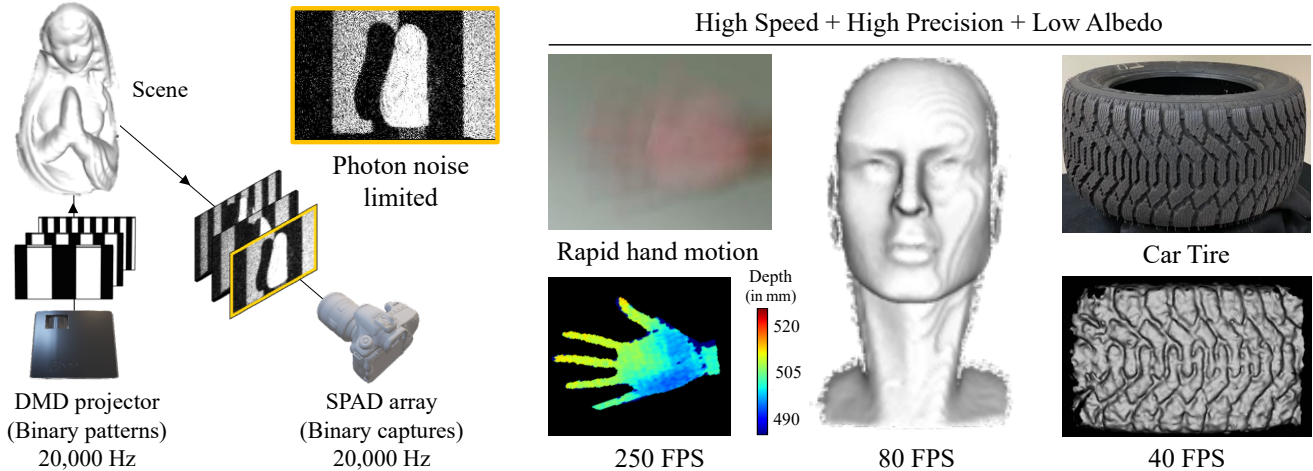 Scene
Photon noise
limited
DMD projector
(Binary patterns)
20,000 Hz
SPAD array
(Binary captures)
20,000 Hz
High Speed + High Precision + Low Albedo
Rapid hand motion
Depth
(in mm)
520
505
490
250 FPS
80 FPS
Car Tire
40 FPS